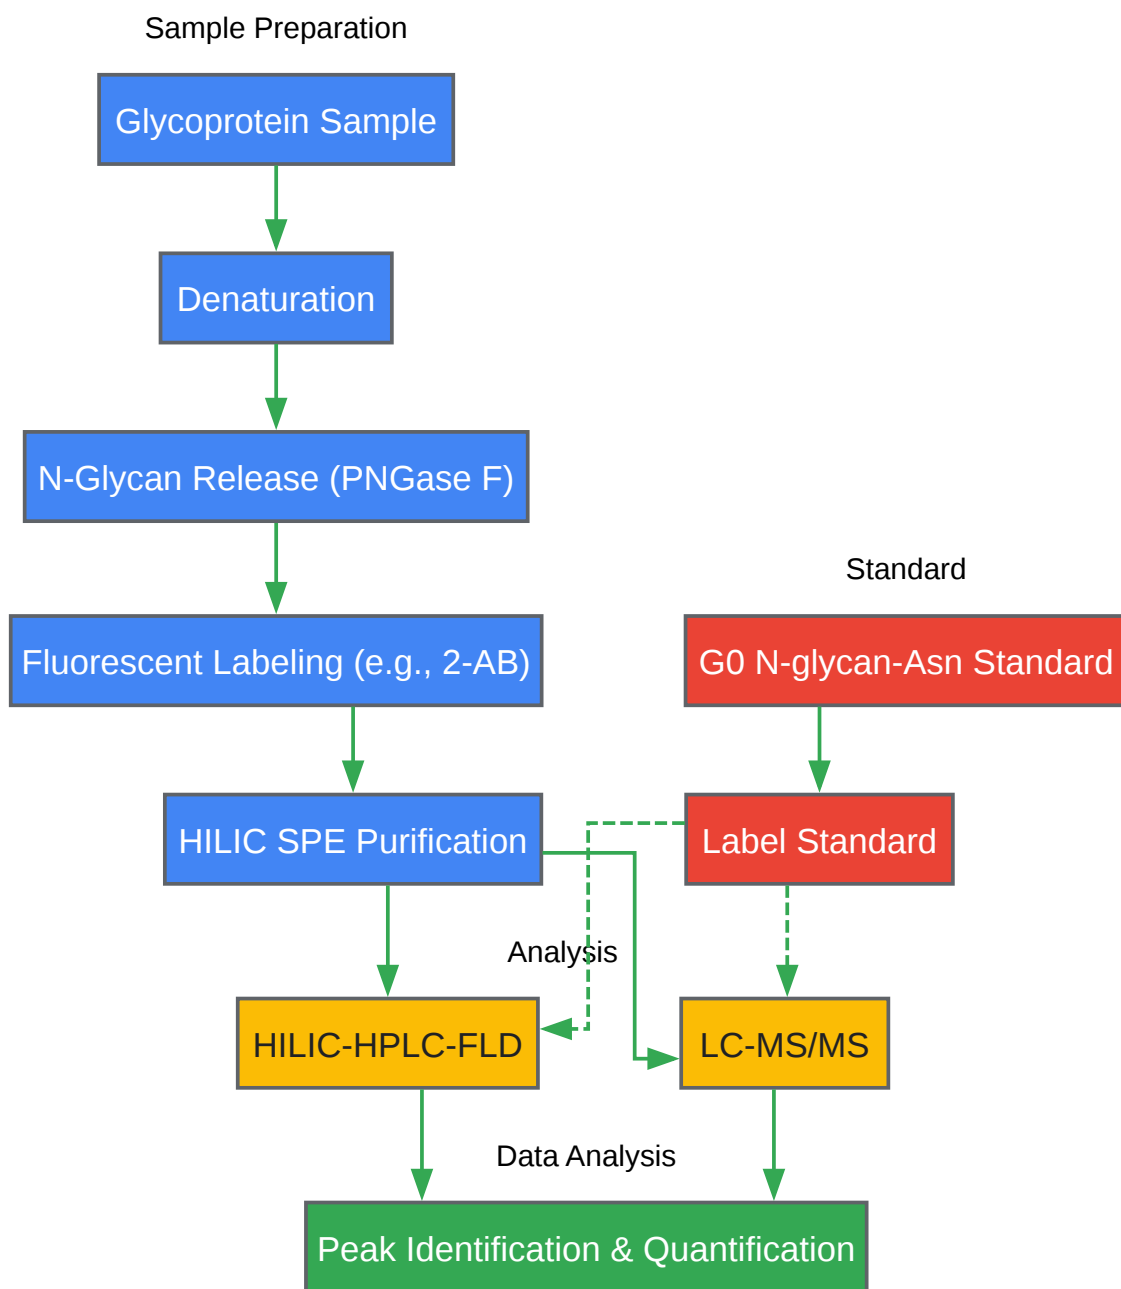 Sample Preparation
Glycoprotein Sample
Denaturation
N-Glycan Release (PNGase F)
Standard
Fluorescent Labeling (e.g., 2-AB)
G0 N-glycan-Asn Standard
HILIC SPE Purification
Label Standard
Analysis
HILIC-HPLC-FLD
LC-MS/MS
Data Analysis
Peak Identification & Quantification